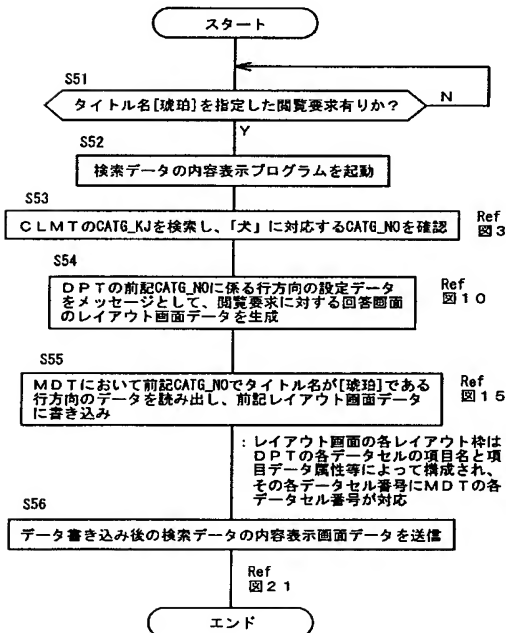 スタート
S51
タイトル名[琥珀]を指定した閲覧要求有りか？
N
Y
S52
検索データの内容表示プログラムを起動
S53
ＣＬＭＴのCATG_KJを検索し、「犬」に対応するCATG_NOを確認
Ref
図３
S54
ＤＰＴの前記CATG_NOに係る行方向の設定データ
をメッセージとして、閲覧要求に対する回答画面
のレイアウト画面データを生成
Ref
図１０
S55
ＭＤＴにおいて前記CATG_NOでタイトル名が[琥珀]である
行方向のデータを読み出し、前記レイアウト画面データ
に書き込み
Ref
図１５
：レイアウト画面の各レイアウト枠は
ＤＰＴの各データセルの項目名と項
目データ属性等によって構成され、
その各データセル番号にＭＤＴの各
データセル番号が対応
S56
データ書き込み後の検索データの内容表示画面データを送信
Ref
図２１
エンド